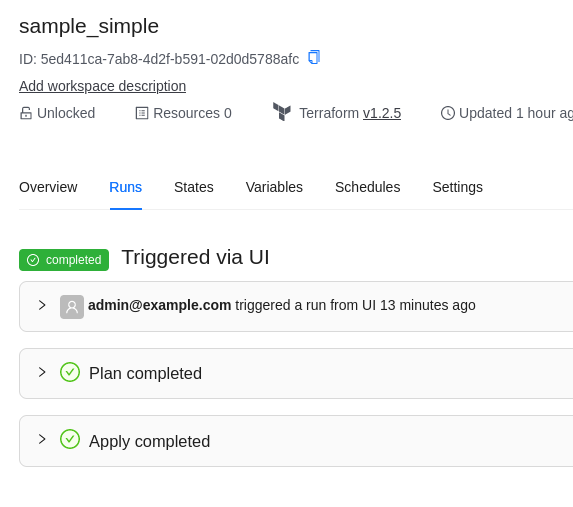 sample_simple
ID: 5ed411ca-7ab8-4d2f-b591-02d0d5788afc
Add workspace description
Unlocked Resources 0 Terraform v1.2.5 Updated 1 hour ag
Overview Runs States Variables Schedules Settings
completed Triggered via UI
admin@example.com triggered a run from UI 13 minutes ago
Plan completed
Apply completed